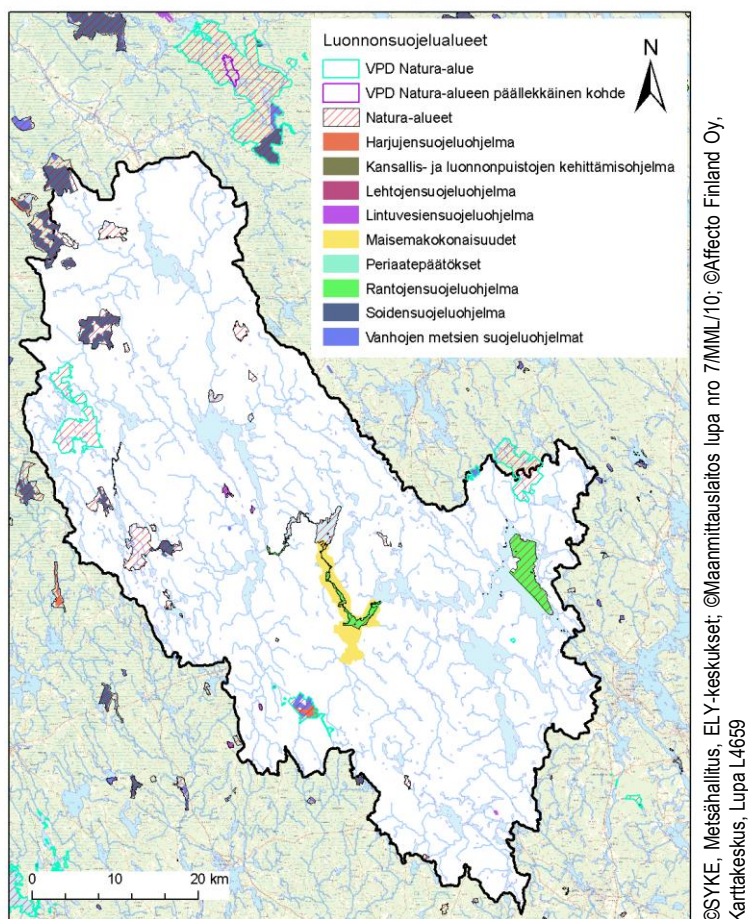 Luonnonsuojelualueet
VPD Natura-alue
VPD Natura-alueen päällekkäinen kohde
Natura-alueet
Harjujensuojeluohjelma
Kansallis- ja luonnonpuistojen kehittämisohjelma
Lehtojensuojeluohjelma
Lintuvesiensuojeluohjelma
Maisemakokonaisuudet
Periaatepäätökset
Rantojensuojeluohjelma
Soidensuojeluohjelma
Vanhojen metsien suojeluohjelmat
N
0 10 20 km
©SYKE, Metsähallitus, ELY-keskukset; ©Maanmittauslaitos lupa nro 7/MML/10; ©Affecto Finland Oy,
Karttakeskus, Lupa L4659